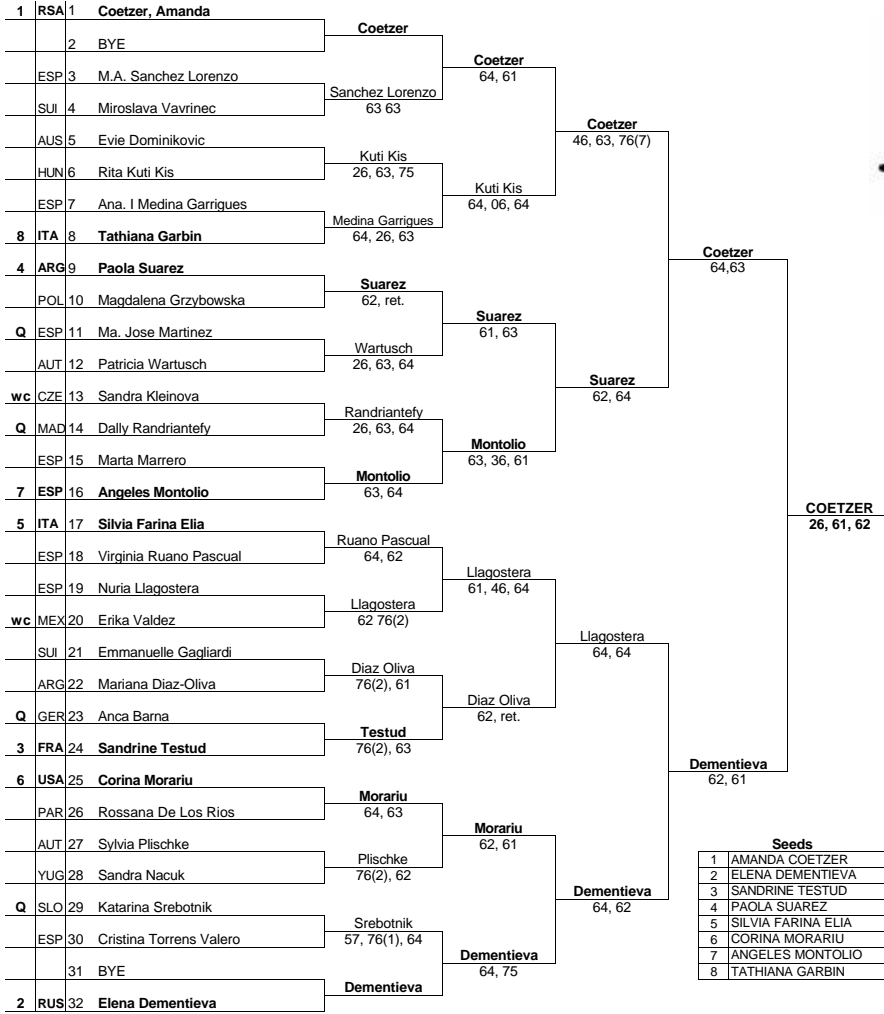 1 RSA 1 Coetzer, Amanda
Coetzer
2 BYE
Coetzer
64, 61
ESP 3 M.A. Sanchez Lorenzo
Sanchez Lorenzo
63 63
SUI 4 Miroslava Vavrinec
Coetzer
46, 63, 76(7)
AUS 5 Evie Dominikovic
Kuti Kis
26, 63, 75
HUN 6 Rita Kuti Kis
Kuti Kis
64, 06, 64
ESP 7 Ana. I Medina Garrigues
Medina Garrigues
64, 26, 63
8 ITA 8 Tathiana Garbin
Coetzer
64,63
4 ARG 9 Paola Suarez
Suarez
62, ret.
POL 10 Magdalena Grzybowska
Suarez
61, 63
Q ESP 11 Ma. Jose Martinez
Wartusch
26, 63, 64
AUT 12 Patricia Wartusch
Suarez
62, 64
wc CZE 13 Sandra Kleinova
Randriantefy
26, 63, 64
Q MAD 14 Dally Randriantefy
Montolio
63, 36, 61
ESP 15 Marta Marrero
Montolio
63, 64
7 ESP 16 Angeles Montolio
COETZER
26, 61, 62
5 ITA 17 Silvia Farina Elia
Ruano Pascual
64, 62
ESP 18 Virginia Ruano Pascual
Llagostera
61, 46, 64
ESP 19 Nuria Llagostera
Llagostera
62 76(2)
wc MEX 20 Erika Valdez
Llagostera
64, 64
SUI 21 Emmanuelle Gagliardi
Diaz Oliva
76(2), 61
ARG 22 Mariana Diaz-Oliva
Diaz Oliva
62, ret.
Q GER 23 Anca Barna
Testud
76(2), 63
3 FRA 24 Sandrine Testud
Dementieva
62, 61
6 USA 25 Corina Morariu
Morariu
64, 63
PAR 26 Rossana De Los Rios
Morariu
62, 61
AUT 27 Sylvia Plischke
Plischke
76(2), 62
YUG 28 Sandra Nacuk
Dementieva
64, 62
Q SLO 29 Katarina Srebotnik
Srebotnik
57, 76(1), 64
ESP 30 Cristina Torrens Valero
Dementieva
64, 75
31 BYE
Dementieva
2 RUS 32 Elena Dementieva
Seeds
1 AMANDA COETZER
2 ELENA DEMENTIEVA
3 SANDRINE TESTUD
4 PAOLA SUAREZ
5 SILVIA FARINA ELIA
6 CORINA MORARIU
7 ANGELES MONTOLIO
8 TATHIANA GARBIN